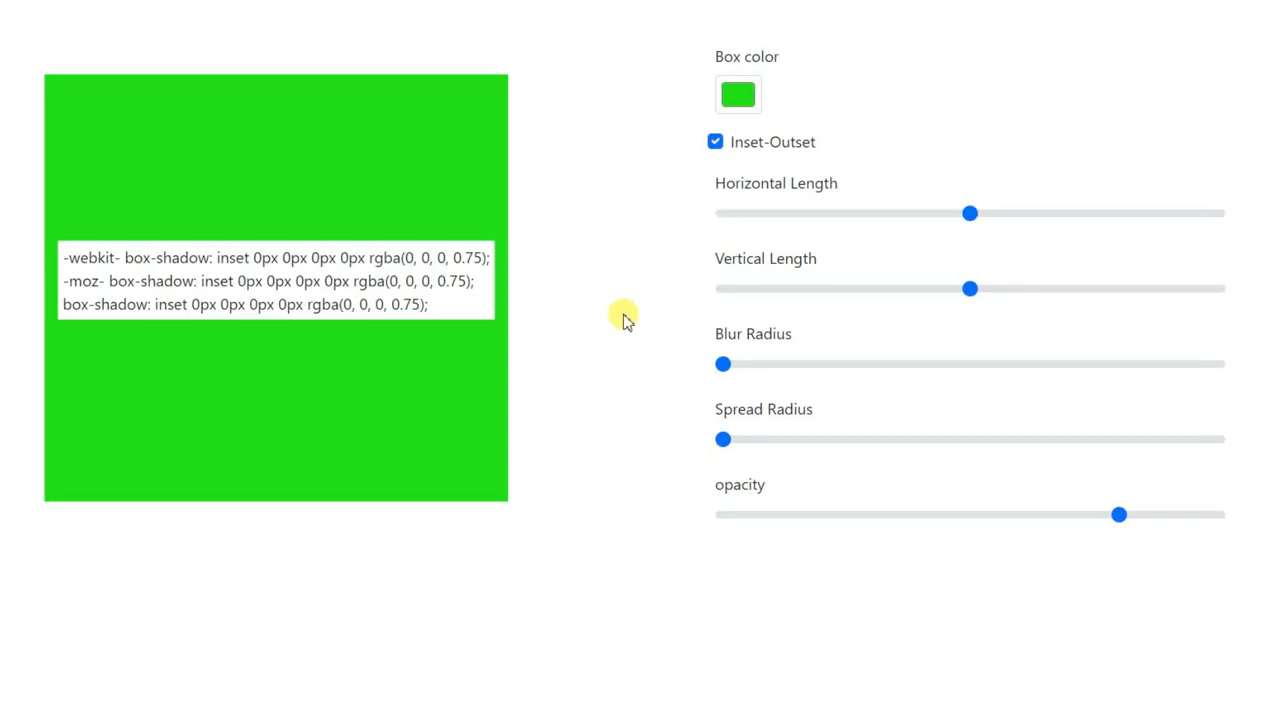 Box color
Inset-Outset
Horizontal Length
-webkit- box-shadow: inset 0px 0px 0px 0px rgba(0, 0, 0, 0.75);
-moz- box-shadow: inset 0px 0px 0px 0px rgba(0, 0, 0, 0.75);
box-shadow: inset 0px 0px 0px 0px rgba(0, 0, 0, 0.75);
Vertical Length
Blur Radius
Spread Radius
opacity